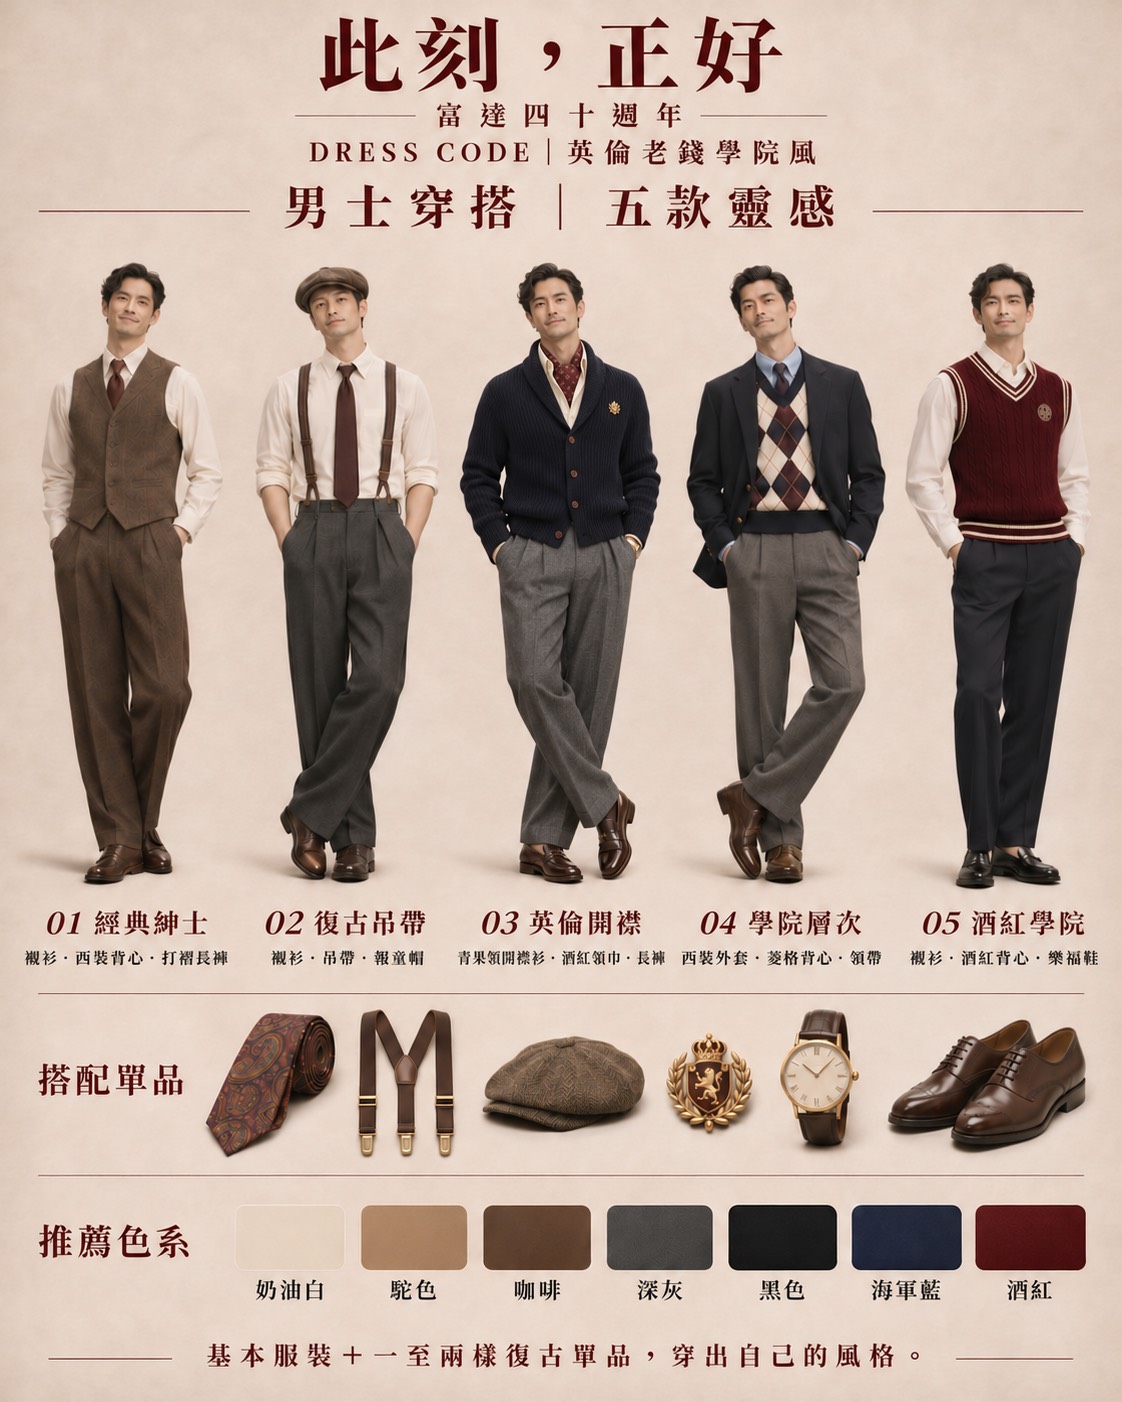 此刻，正好
富達四十週年
DRESS CODE｜英倫老錢學院風
男士穿搭｜五款靈感
01 經典紳士
襯衫・西裝背心・打褶長褲
02 復古吊帶
襯衫・吊帶・報童帽
03 英倫開襟
青果領開襟衫・酒紅領巾・長褲
04 學院層次
西裝外套・菱格背心・領帶
05 酒紅學院
襯衫・酒紅背心・樂福鞋
搭配單品
推薦色系
奶油白
駝色
咖啡
深灰
黑色
海軍藍
酒紅
基本服裝＋一至兩樣復古單品，穿出自己的風格。